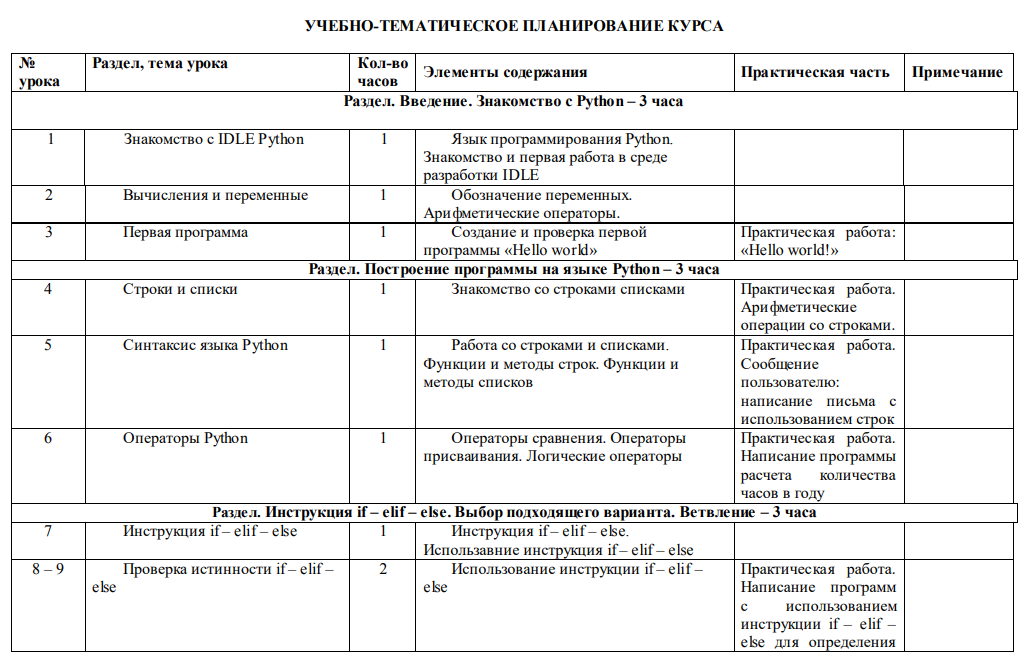 УЧЕБНО-ТЕМАТИЧЕСКОЕ ПЛАНИРОВАНИЕ КУРСА
№ урока	Раздел, тема урока	Кол-во часов	Элементы содержания	Практическая часть	Примечание
Раздел. Введение. Знакомство с Python – 3 часа
1	Знакомство с IDLE Python	1	Язык программирования Python. Знакомство и первая работа в среде разработки IDLE
2	Вычисления и переменные	1	Обозначение переменных. Арифметические операторы.
3	Первая программа	1	Создание и проверка первой программы «Hello world»	Практическая работа: «Hello world!»
Раздел. Построение программы на языке Python – 3 часа
4	Строки и списки	1	Знакомство со строками списками	Практическая работа. Арифметические операции со строками.
5	Синтаксис языка Python	1	Работа со строками и списками. Функции и методы строк. Функции и методы списков	Практическая работа. Сообщение пользователю: написание письма с использованием строк
6	Операторы Python	1	Операторы сравнения. Операторы присваивания. Логические операторы	Практическая работа. Написание программы расчета количества часов в году
Раздел. Инструкция if – elif – else. Выбор подходящего варианта. Ветвление – 3 часа
7	Инструкция if – elif – else	1	Инструкция if – elif – else. Использавние инструкция if – elif – else
8 – 9	Проверка истинности if – elif – else	2	Использование инструкции if – elif – else	Практическая работа. Написание программ с использованием инструкции if – elif – else для определения